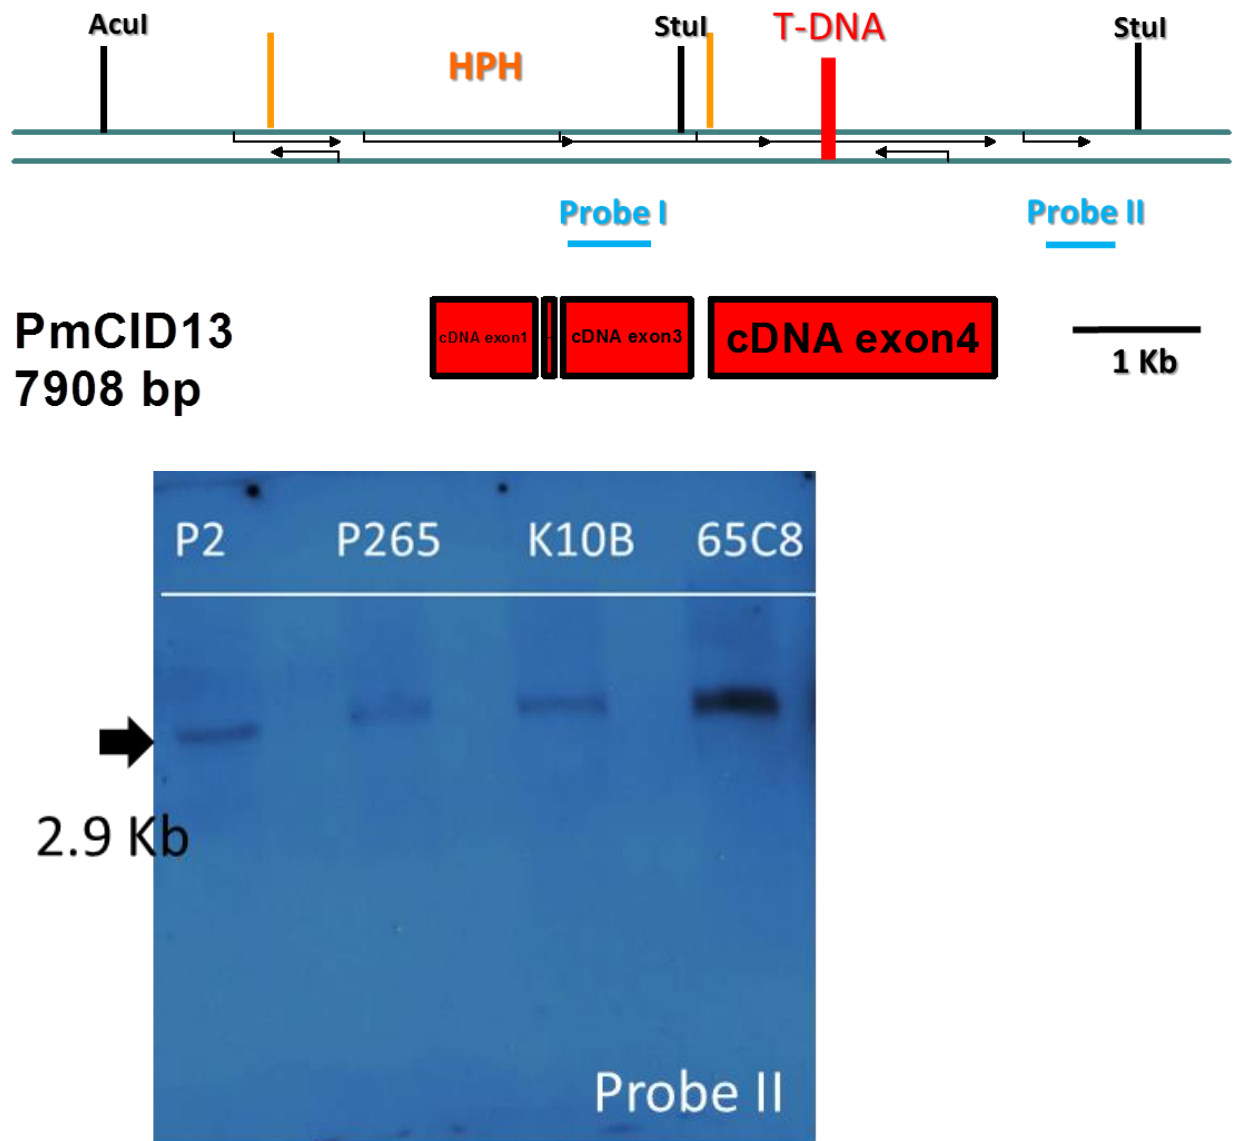 AcuI
StuI
T-DNA
StuI
HPH
Probe I
Probe II
PmCID13
7908 bp
cDNA exon1
cDNA exon3
cDNA exon4
1 Kb
P2
P265
K10B
65C8
2.9 Kb
Probe II